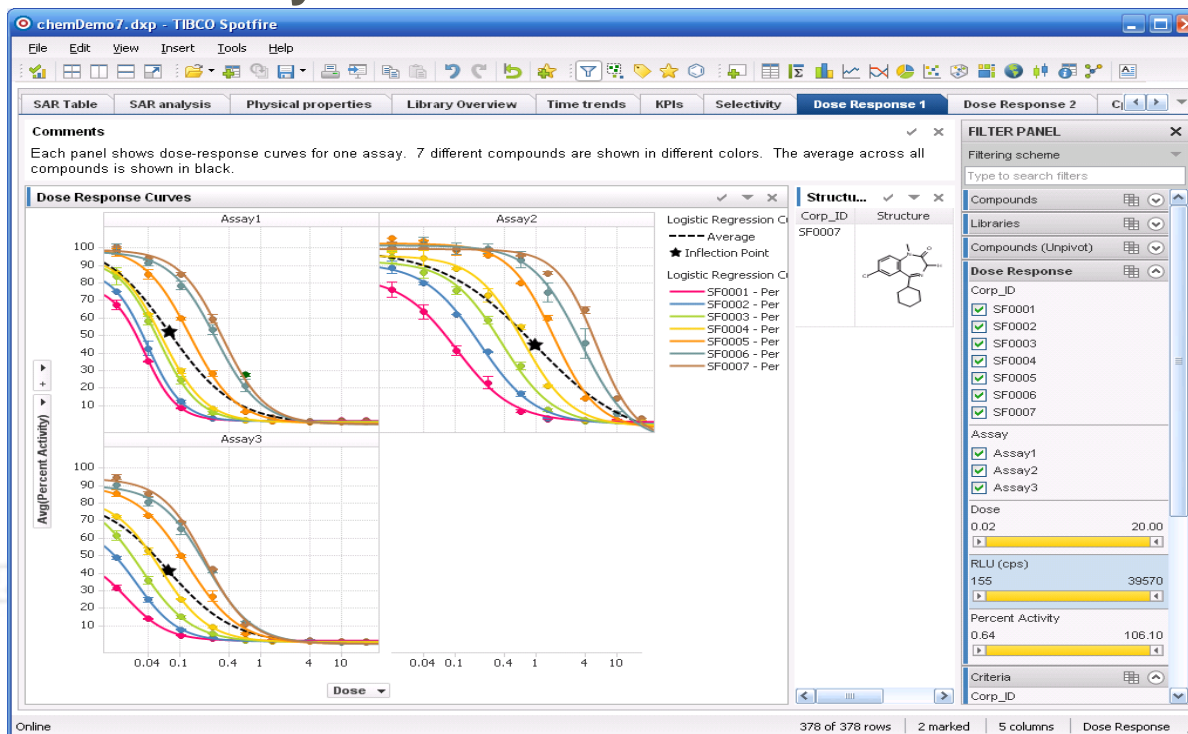 chemDemo7.dxp - TIBCO Spotfire
File Edit View Insert Tools Help
SAR Table SAR analysis Physical properties Library Overview Time trends KPIs Selectivity Dose Response 1 Dose Response 2
Comments
Each panel shows dose-response curves for one assay. 7 different compounds are shown in different colors. The average across all
compounds is shown in black.
Dose Response Curves
Assay1 Assay2
100
90
80
70
60
50
40
30
20
10
Logistic Regression Cu
Average
Inflection Point
Logistic Regression Cu
SF0001 - Per
SF0002 - Per
SF0003 - Per
SF0004 - Per
SF0005 - Per
SF0006 - Per
SF0007 - Per
Avg(Percent Activity)
+
Assay3
100
90
80
70
60
50
40
30
20
10
0.04 0.1 0.4 1 4 10
0.04 0.1 0.4 1 4 10
Dose
Structu...
Corp_ID Structure
SF0007
FILTER PANEL
Filtering scheme
Type to search filters
Compounds
Libraries
Compounds (Unpivot)
Dose Response
Corp_ID
SF0001
SF0002
SF0003
SF0004
SF0005
SF0006
SF0007
Assay
Assay1
Assay2
Assay3
Dose
0.02 20.00
RLU (cps)
155 39570
Percent Activity
0.64 106.10
Criteria
Corp_ID
Online 378 of 378 rows 2 marked 5 columns Dose Response